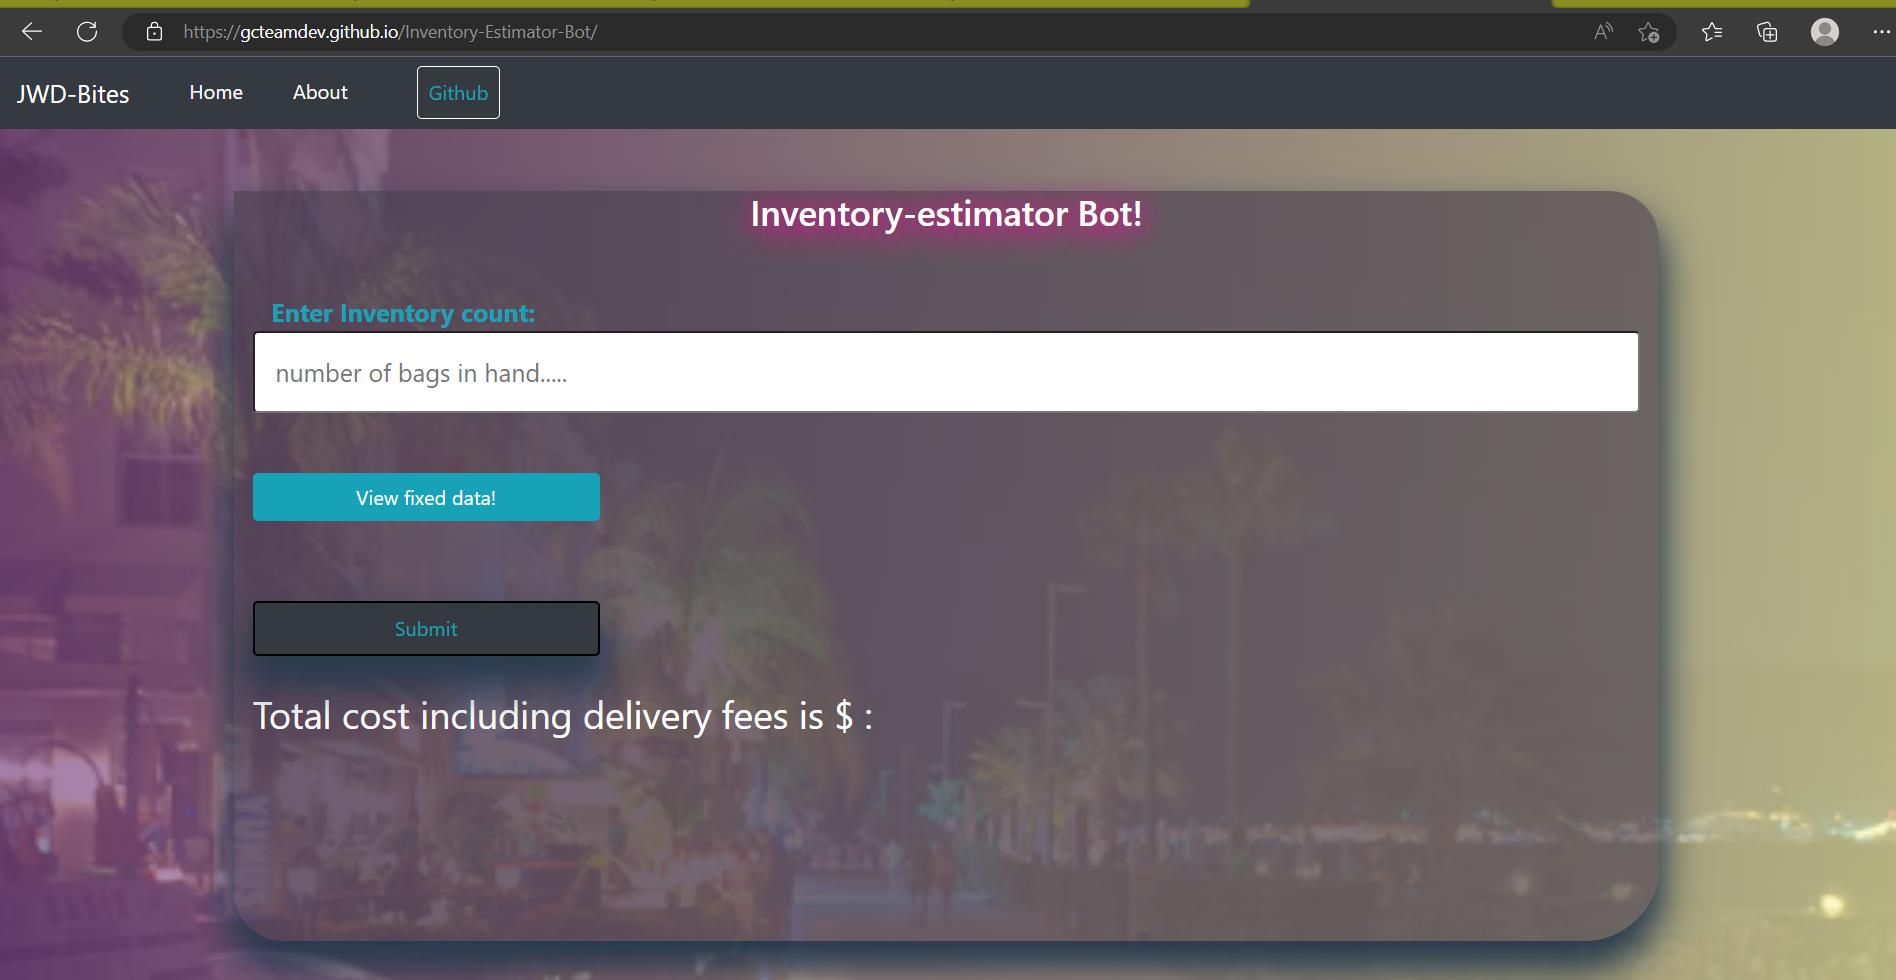 https://gcteamdev.github.io/Inventory-Estimator-Bot/
JWD-Bites Home About Github
Inventory-estimator Bot!
Enter Inventory count:
number of bags in hand.....
View fixed data!
Submit
Total cost including delivery fees is $ :